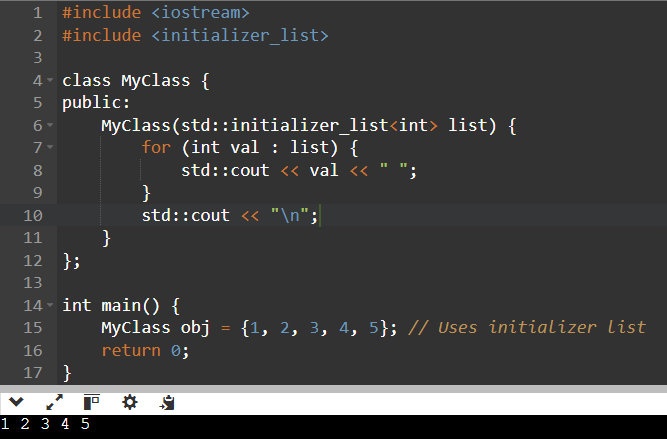 1 #include <iostream>
2 #include <initializer_list>
3
4 class MyClass {
5 public:
6     MyClass(std::initializer_list<int> list) {
7         for (int val : list) {
8             std::cout << val << " ";
9         }
10         std::cout << "\n";
11     }
12 };
13
14 int main() {
15     MyClass obj = {1, 2, 3, 4, 5}; // Uses initializer list
16     return 0;
17 }
1 2 3 4 5